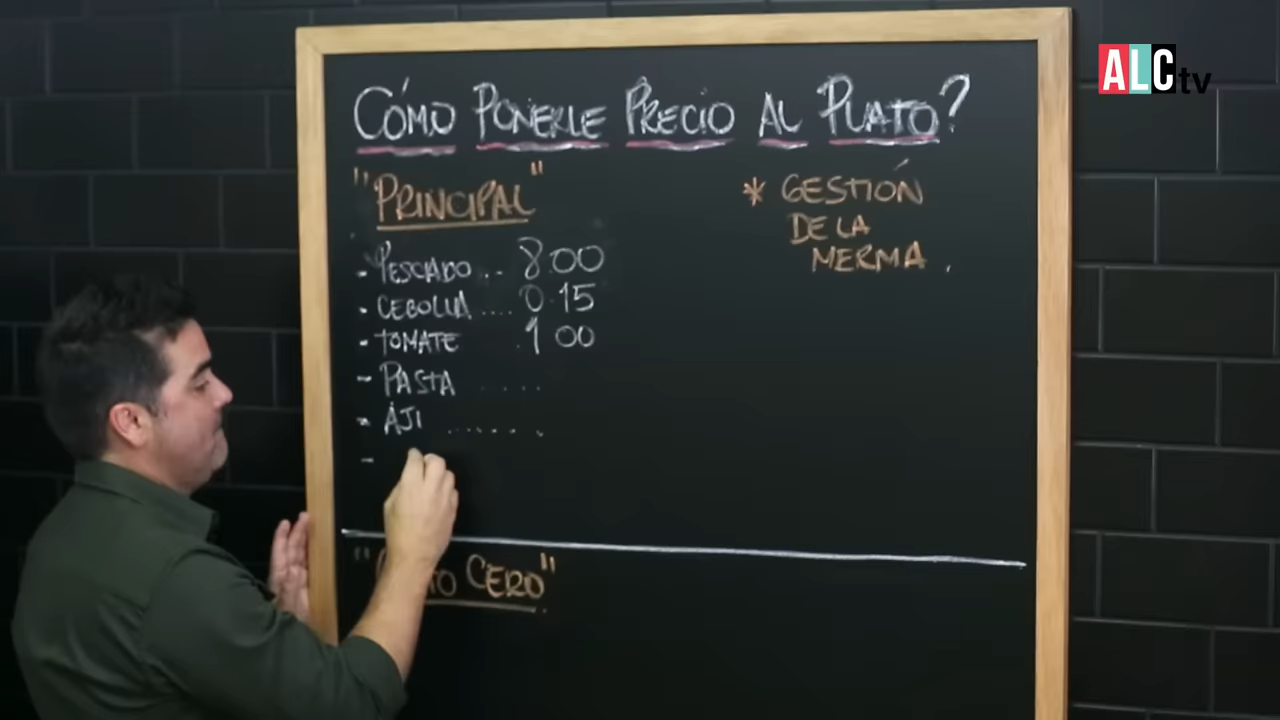 CÓMO PONERLE PRECIO AL PLATO?
"PRINCIPAL"
- PESCADO .. 8.00
- CEBOLLA .... 0.15
- TOMATE . 1 00
- PASTA ....
- AJI ......
-
* GESTIÓN
DE LA
MERMA.
CERO"
ALCtv